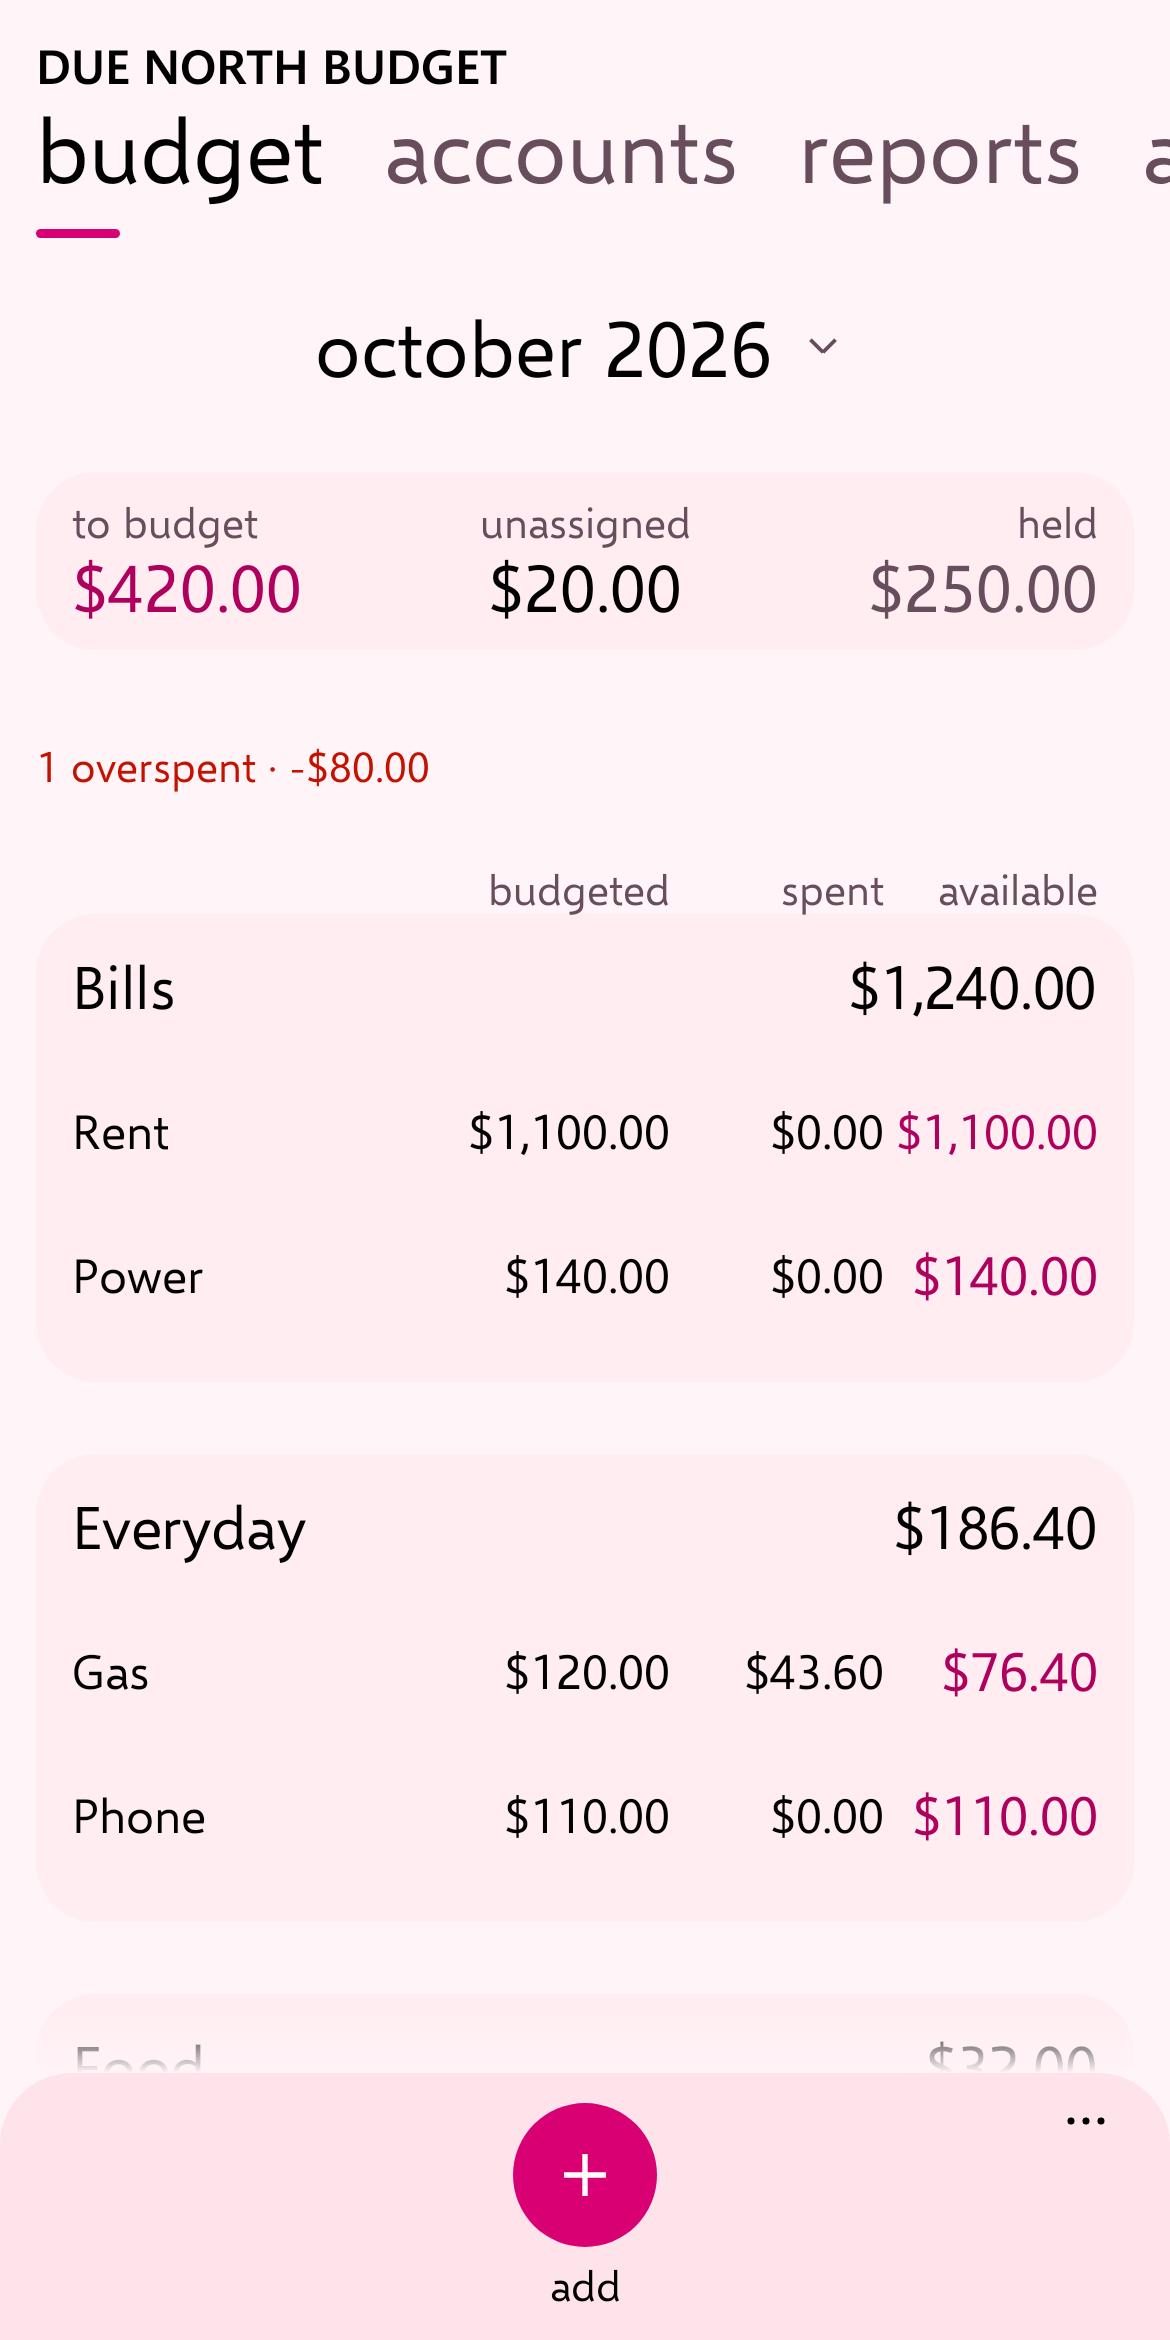 DUE NORTH BUDGET
budget accounts reports a
october 2026
to budget unassigned held
$420.00 $20.00 $250.00
1 overspent · -$80.00
budgeted spent available
Bills $1,240.00
Rent $1,100.00 $0.00 $1,100.00
Power $140.00 $0.00 $140.00
Everyday $186.40
Gas $120.00 $43.60 $76.40
Phone $110.00 $0.00 $110.00
Food $32.00
...
add